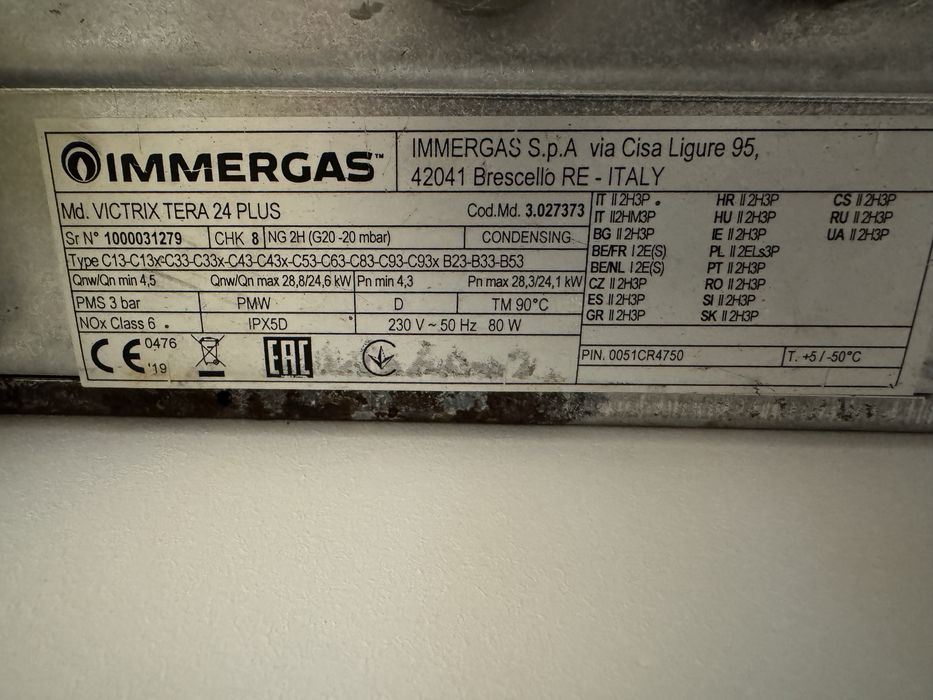 IMMERGAS™
IMMERGAS S.p.A via Cisa Ligure 95,
42041 Brescello RE - ITALY
Md. VICTRIX TERA 24 PLUS Cod.Md. 3.027373
Sr N° 1000031279 CHK 8 NG 2H (G20 -20 mbar) CONDENSING
Type C13-C13x-C33-C33x-C43-C43x-C53-C63-C83-C93-C93x B23-B33-B53
Qnw/Qn min 4,5 Qnw/Qn max 28,8/24,6 kW Pn min 4,3 Pn max 28,3/24,1 kW
PMS 3 bar PMW D TM 90°C
NOx Class 6 IPX5D 230 V ~ 50 Hz 80 W
CE 0476 '19 EAC
IT II2H3P HR II2H3P CS II2H3P
IT II2HM3P HU II2H3P RU II2H3P
BG II2H3P IE II2H3P UA II2H3P
BE/FR I2E(S) PL II2ELs3P
BE/NL I2E(S) PT II2H3P
CZ II2H3P RO II2H3P
ES II2H3P SI II2H3P
GR II2H3P SK II2H3P
PIN. 0051CR4750 T. +5 / -50°C